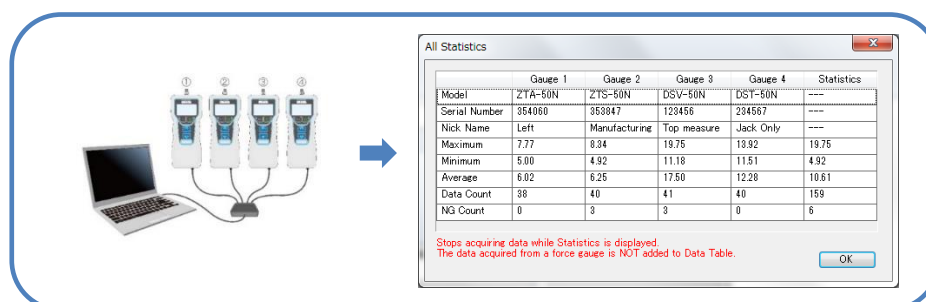 ① ② ③ ④
All Statistics
Gauge 1 Gauge 2 Gauge 3 Gauge 4 Statistics
Model ZTA-50N ZTS-50N DSV-50N DST-50N ---
Serial Number 354060 353847 123456 234567 ---
Nick Name Left Manufacturing Top measure Jack Only ---
Maximum 7.77 8.34 19.75 13.92 19.75
Minimum 5.00 4.92 11.18 11.51 4.92
Average 6.02 6.25 17.50 12.28 10.61
Data Count 38 40 41 40 159
NG Count 0 3 3 0 6
Stops acquiring data while Statistics is displayed.
The data acquired from a force gauge is NOT added to Data Table.
OK